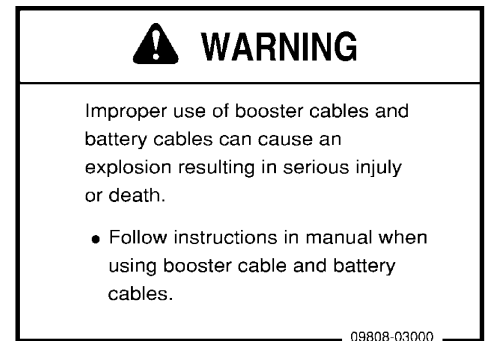 WARNING
Improper use of booster cables and
battery cables can cause an
explosion resulting in serious injuly
or death.
• Follow instructions in manual when
using booster cable and battery
cables.
09808-03000